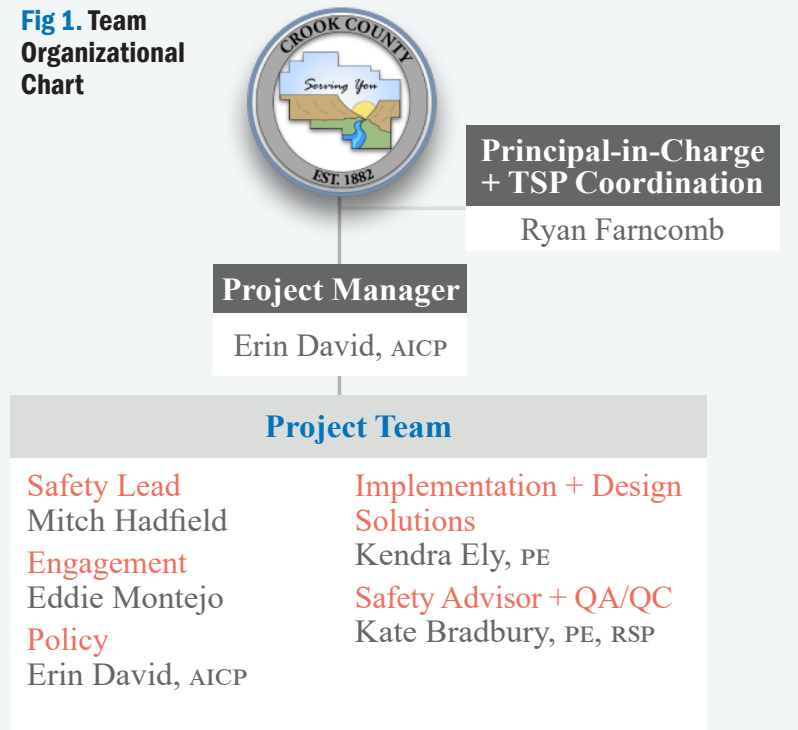 Fig 1. Team
Organizational
Chart
CROOK COUNTY
Serving You
EST. 1882
Principal-in-Charge
+ TSP Coordination
Ryan Farncomb
Project Manager
Erin David, AICP
Project Team
Safety Lead
Mitch Hadfield
Engagement
Eddie Montejo
Policy
Erin David, AICP
Implementation + Design
Solutions
Kendra Ely, PE
Safety Advisor + QA/QC
Kate Bradbury, PE, RSP